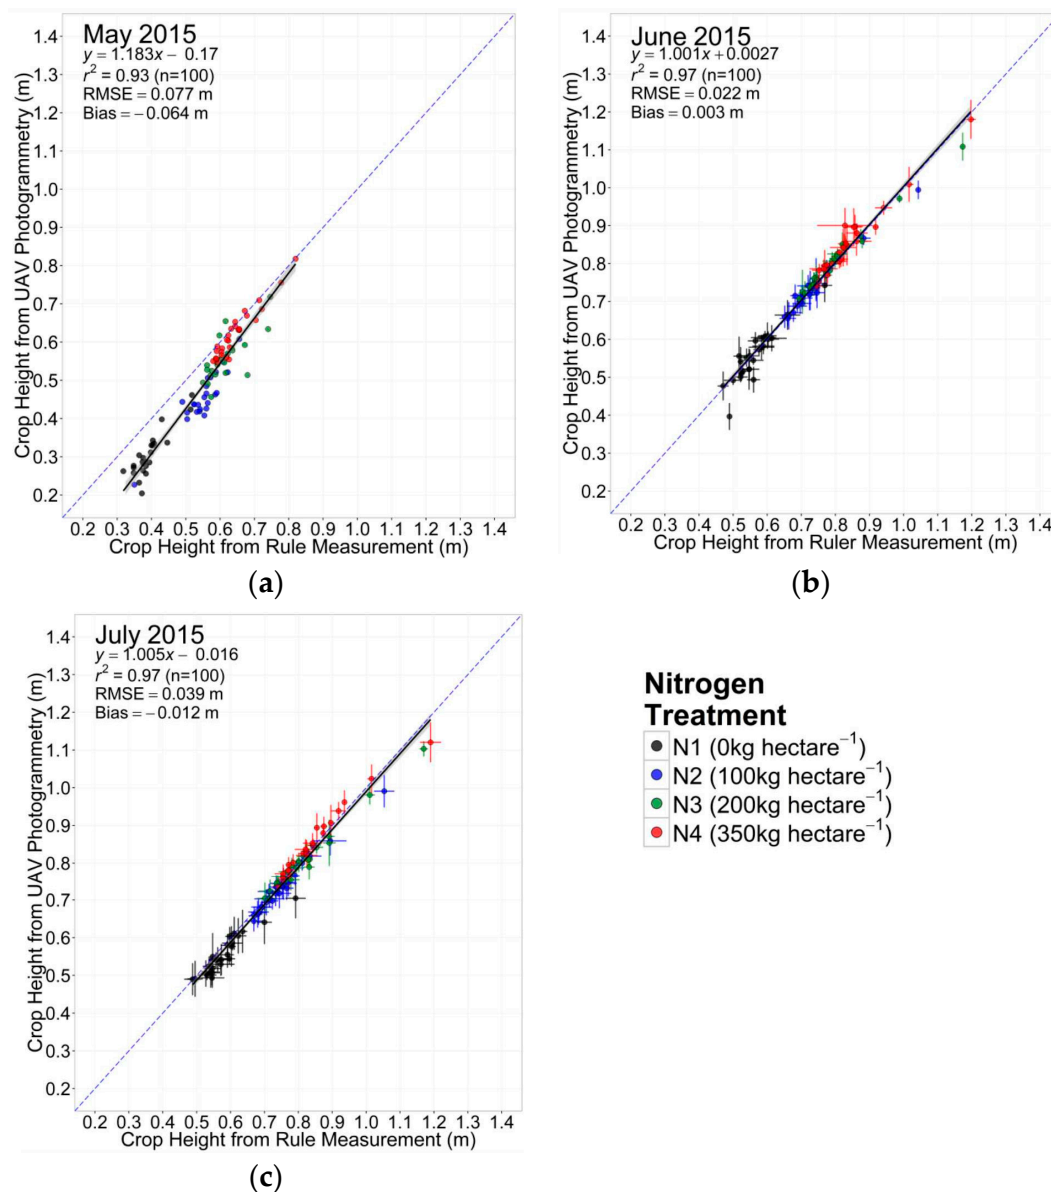 May 2015
y = 1.183x − 0.17
r² = 0.93 (n=100)
RMSE = 0.077 m
Bias = −0.064 m
Crop Height from UAV Photogrammetry (m)
1.4
1.3
1.2
1.1
1.0
0.9
0.8
0.7
0.6
0.5
0.4
0.3
0.2
0.2 0.3 0.4 0.5 0.6 0.7 0.8 0.9 1.0 1.1 1.2 1.3 1.4
Crop Height from Rule Measurement (m)
(a)
June 2015
y = 1.001x + 0.0027
r² = 0.97 (n=100)
RMSE = 0.022 m
Bias = 0.003 m
Crop Height from UAV Photogrammetry (m)
1.4
1.3
1.2
1.1
1.0
0.9
0.8
0.7
0.6
0.5
0.4
0.3
0.2
0.2 0.3 0.4 0.5 0.6 0.7 0.8 0.9 1.0 1.1 1.2 1.3 1.4
Crop Height from Ruler Measurement (m)
(b)
July 2015
y = 1.005x − 0.016
r² = 0.97 (n=100)
RMSE = 0.039 m
Bias = −0.012 m
Crop Height from UAV Photogrammetry (m)
1.4
1.3
1.2
1.1
1.0
0.9
0.8
0.7
0.6
0.5
0.4
0.3
0.2
0.2 0.3 0.4 0.5 0.6 0.7 0.8 0.9 1.0 1.1 1.2 1.3 1.4
Crop Height from Rule Measurement (m)
(c)
Nitrogen
Treatment
N1 (0kg hectare⁻¹)
N2 (100kg hectare⁻¹)
N3 (200kg hectare⁻¹)
N4 (350kg hectare⁻¹)